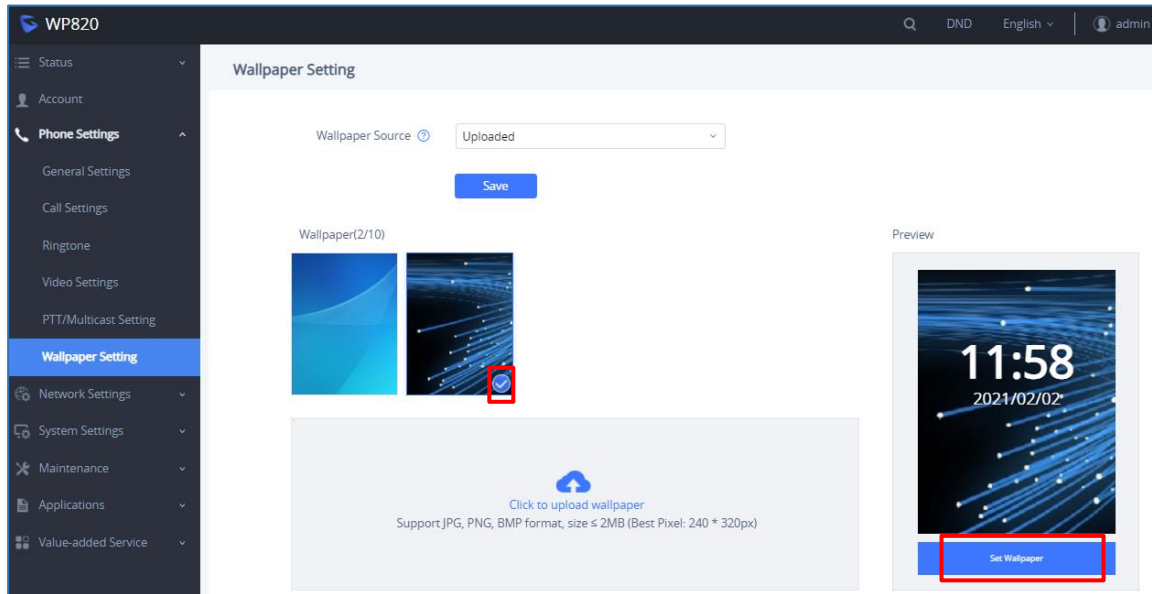 WP820
DND
English
admin
Status
Account
Phone Settings
General Settings
Call Settings
Ringtone
Video Settings
PTT/Multicast Setting
Wallpaper Setting
Network Settings
System Settings
Maintenance
Applications
Value-added Service
Wallpaper Setting
Wallpaper Source ?
Uploaded
Save
Wallpaper(2/10)
Click to upload wallpaper
Support JPG, PNG, BMP format, size ≤ 2MB (Best Pixel: 240 * 320px)
Preview
11:58
2021/02/02
Set Wallpaper